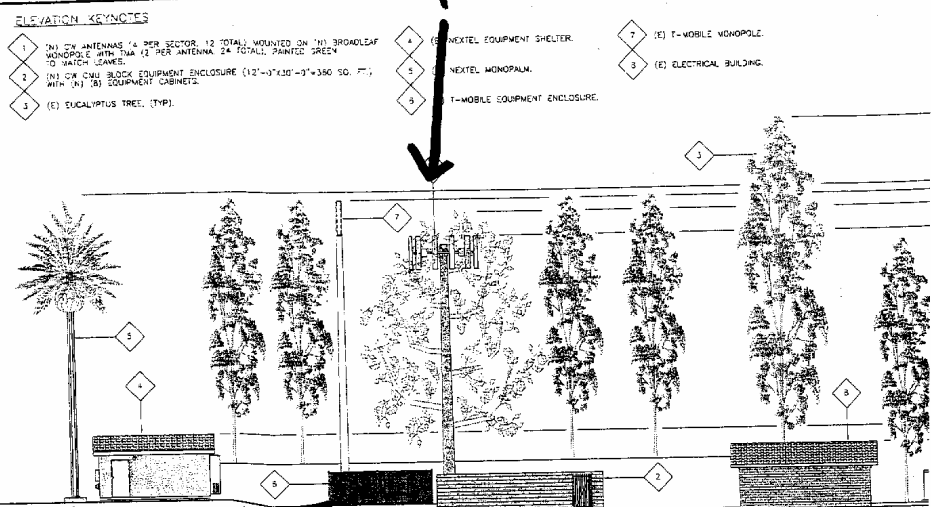 ELEVATION KEYNOTES
1 (N) CW ANTENNAS (4 PER SECTOR, 12 TOTAL) MOUNTED ON (N) BROADLEAF
MONOPOLE WITH TMA (2 PER ANTENNA, 24 TOTAL), PAINTED GREEN
TO MATCH LEAVES.
2 (N) CW CMU BLOCK EQUIPMENT ENCLOSURE (12'-0"X30'-0"=360 SQ. FT.)
WITH (N) (8) EQUIPMENT CABINETS.
3 (E) EUCALYPTUS TREE, (TYP).
4 NEXTEL EQUIPMENT SHELTER.
5 NEXTEL MONOPALM.
6 T-MOBILE EQUIPMENT ENCLOSURE.
7 (E) T-MOBILE MONOPOLE.
8 (E) ELECTRICAL BUILDING.
3
7
5
4
8
6
2